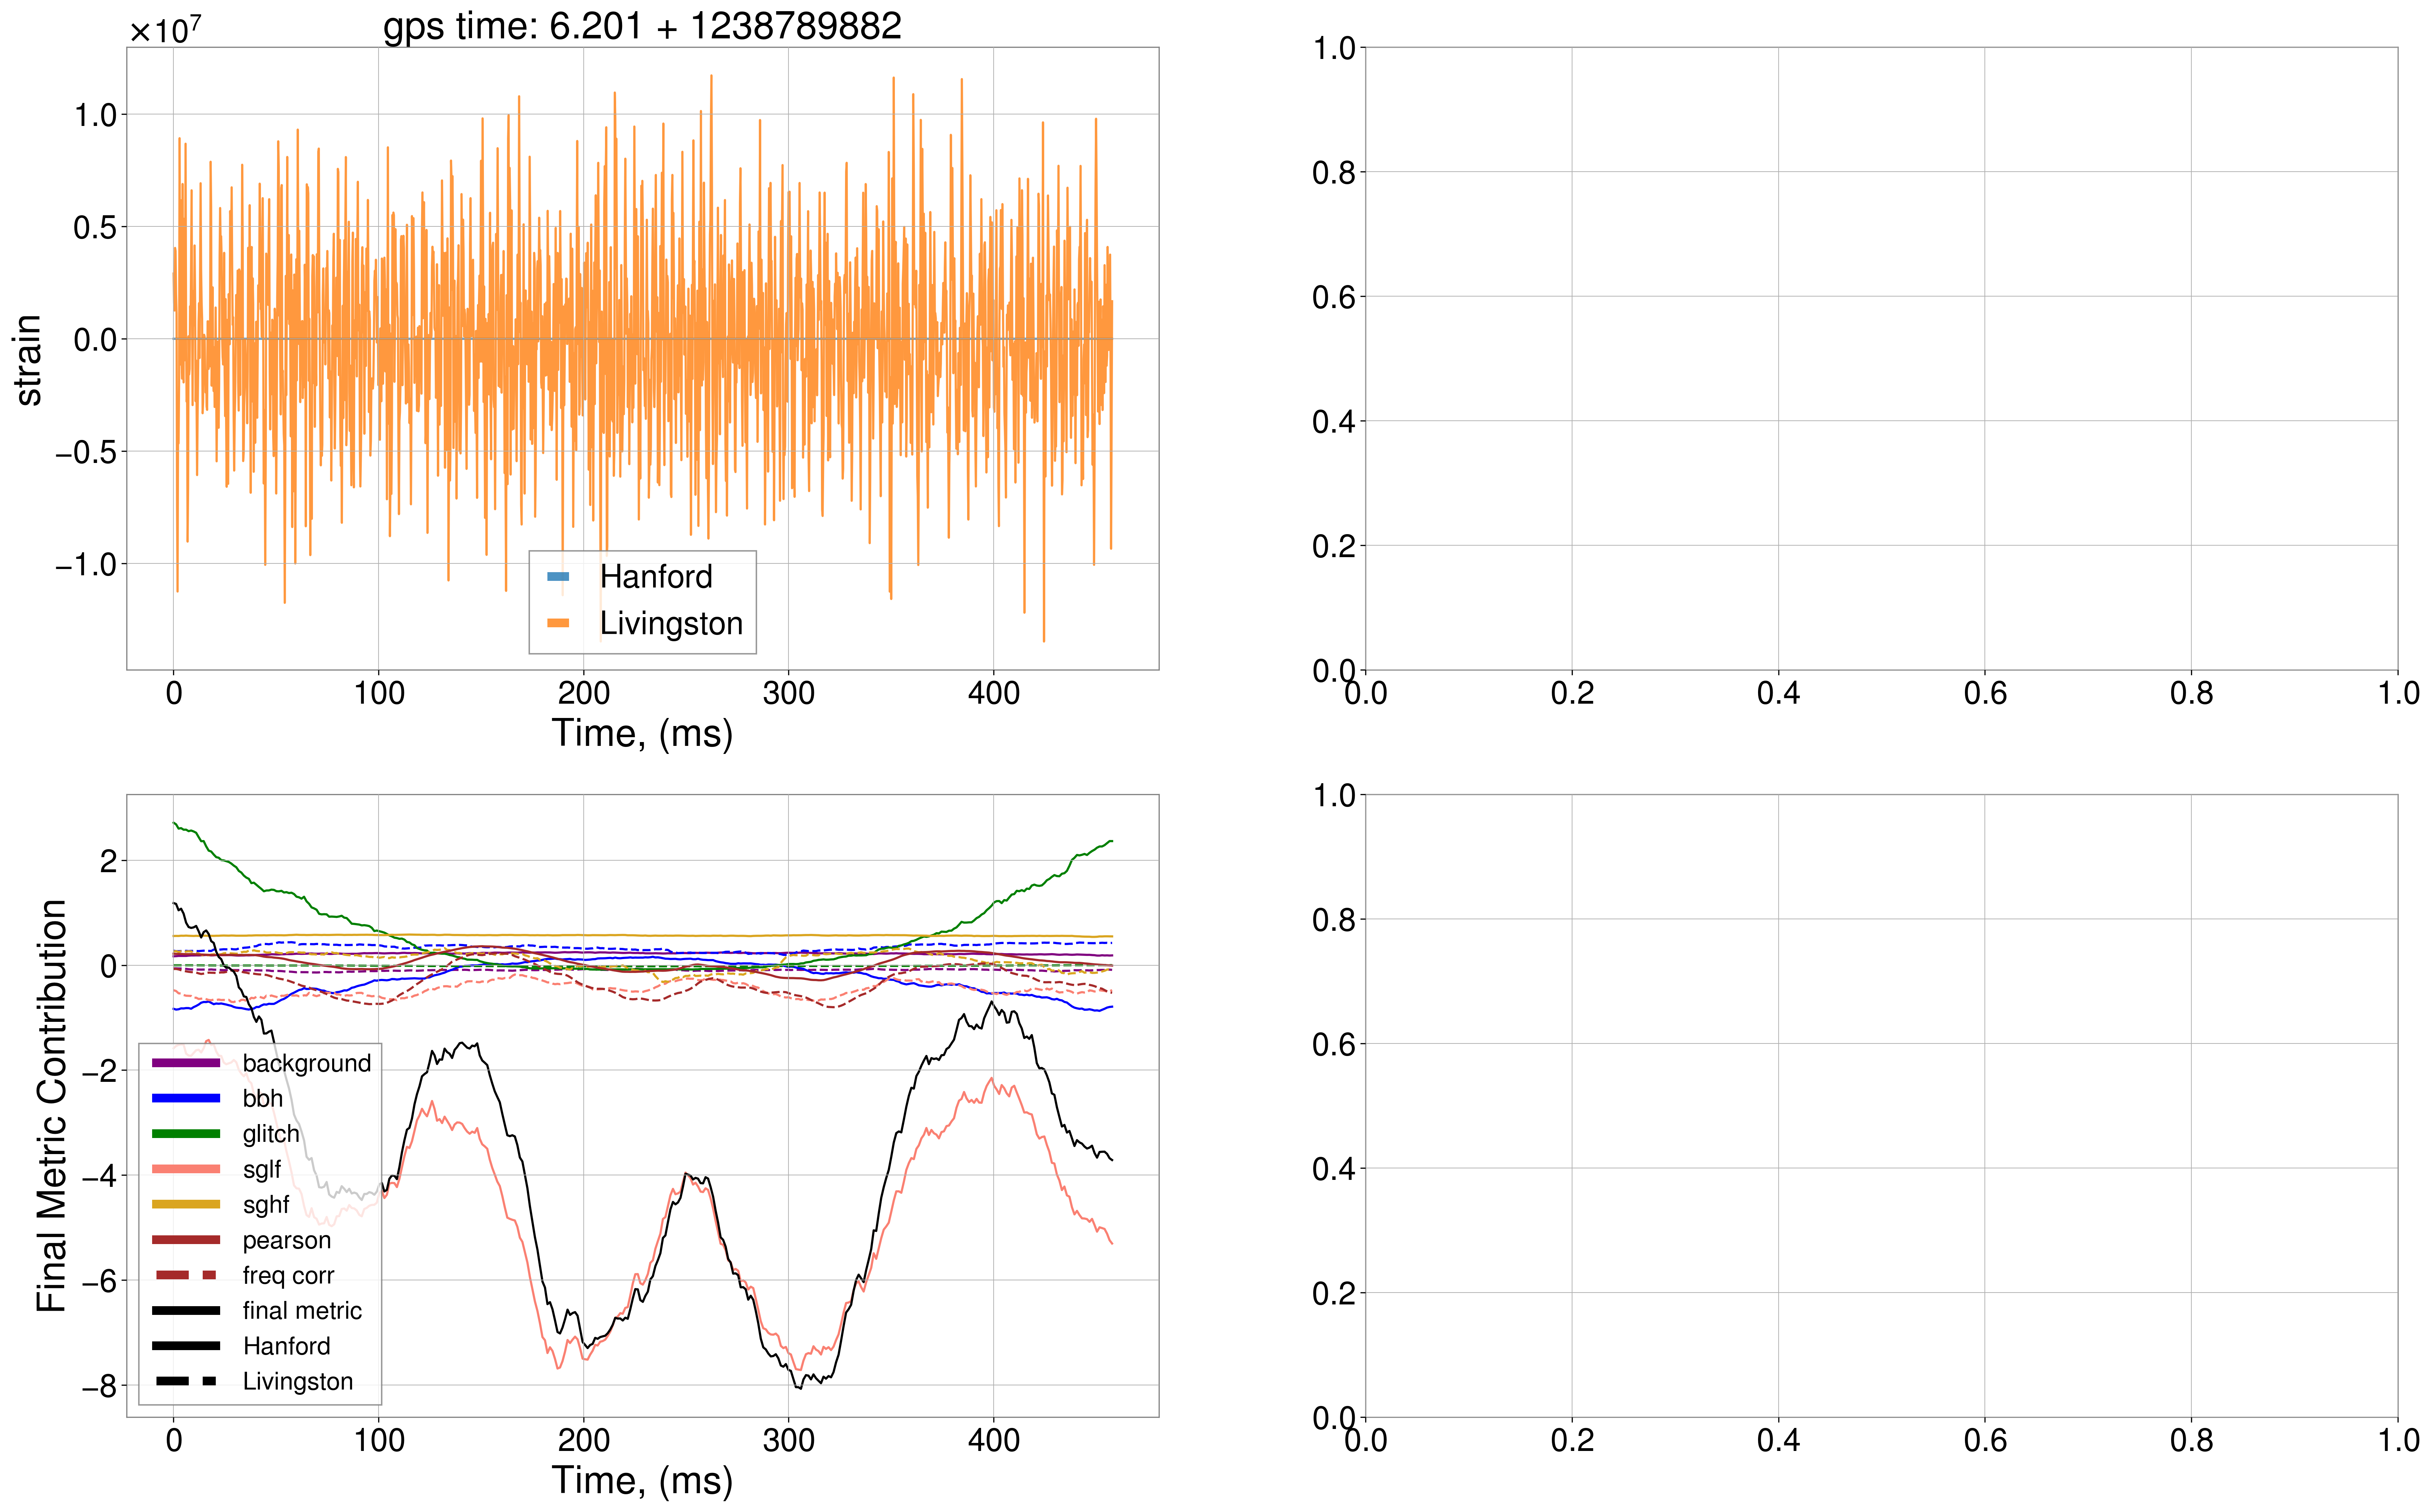 gps time: 6.201 + 1238789882
×10⁷
1.0
0.5
0.0
−0.5
−1.0
strain
Hanford
Livingston
0 100 200 300 400
Time, (ms)
1.0
0.8
0.6
0.4
0.2
0.0
0.0 0.2 0.4 0.6 0.8 1.0
2
0
−2
−4
−6
−8
Final Metric Contribution
background
bbh
glitch
sglf
sghf
pearson
freq corr
final metric
Hanford
Livingston
0 100 200 300 400
Time, (ms)
1.0
0.8
0.6
0.4
0.2
0.0
0.0 0.2 0.4 0.6 0.8 1.0